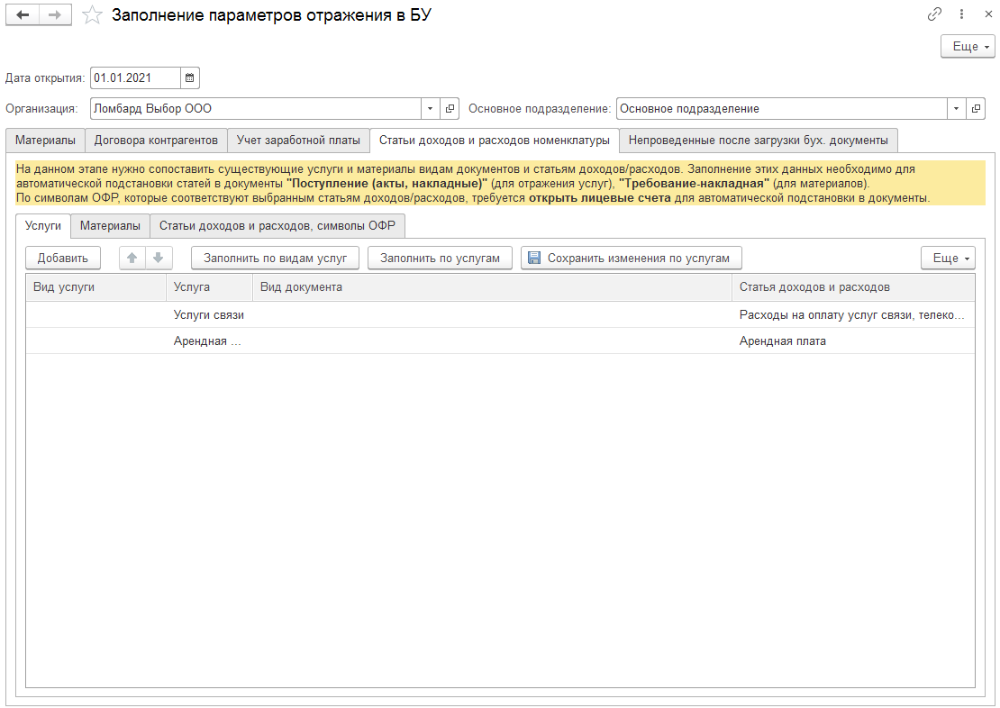 Заполнение параметров отражения в БУ
Еще
Дата открытия: 01.01.2021
Организация: Ломбард Выбор ООО Основное подразделение: Основное подразделение
Материалы Договора контрагентов Учет заработной платы Статьи доходов и расходов номенклатуры Непроведенные после загрузки бух. документы
На данном этапе нужно сопоставить существующие услуги и материалы видам документов и статьям доходов/расходов. Заполнение этих данных необходимо для
автоматической подстановки статей в документы "Поступление (акты, накладные)" (для отражения услуг), "Требование-накладная" (для материалов).
По символам ОФР, которые соответствуют выбранным статьям доходов/расходов, требуется открыть лицевые счета для автоматической подстановки в документы.
Услуги Материалы Статьи доходов и расходов, символы ОФР
Добавить Заполнить по видам услуг Заполнить по услугам Сохранить изменения по услугам Еще
Вид услуги Услуга Вид документа Статья доходов и расходов
Услуги связи Расходы на оплату услуг связи, телеко...
Арендная ... Арендная плата